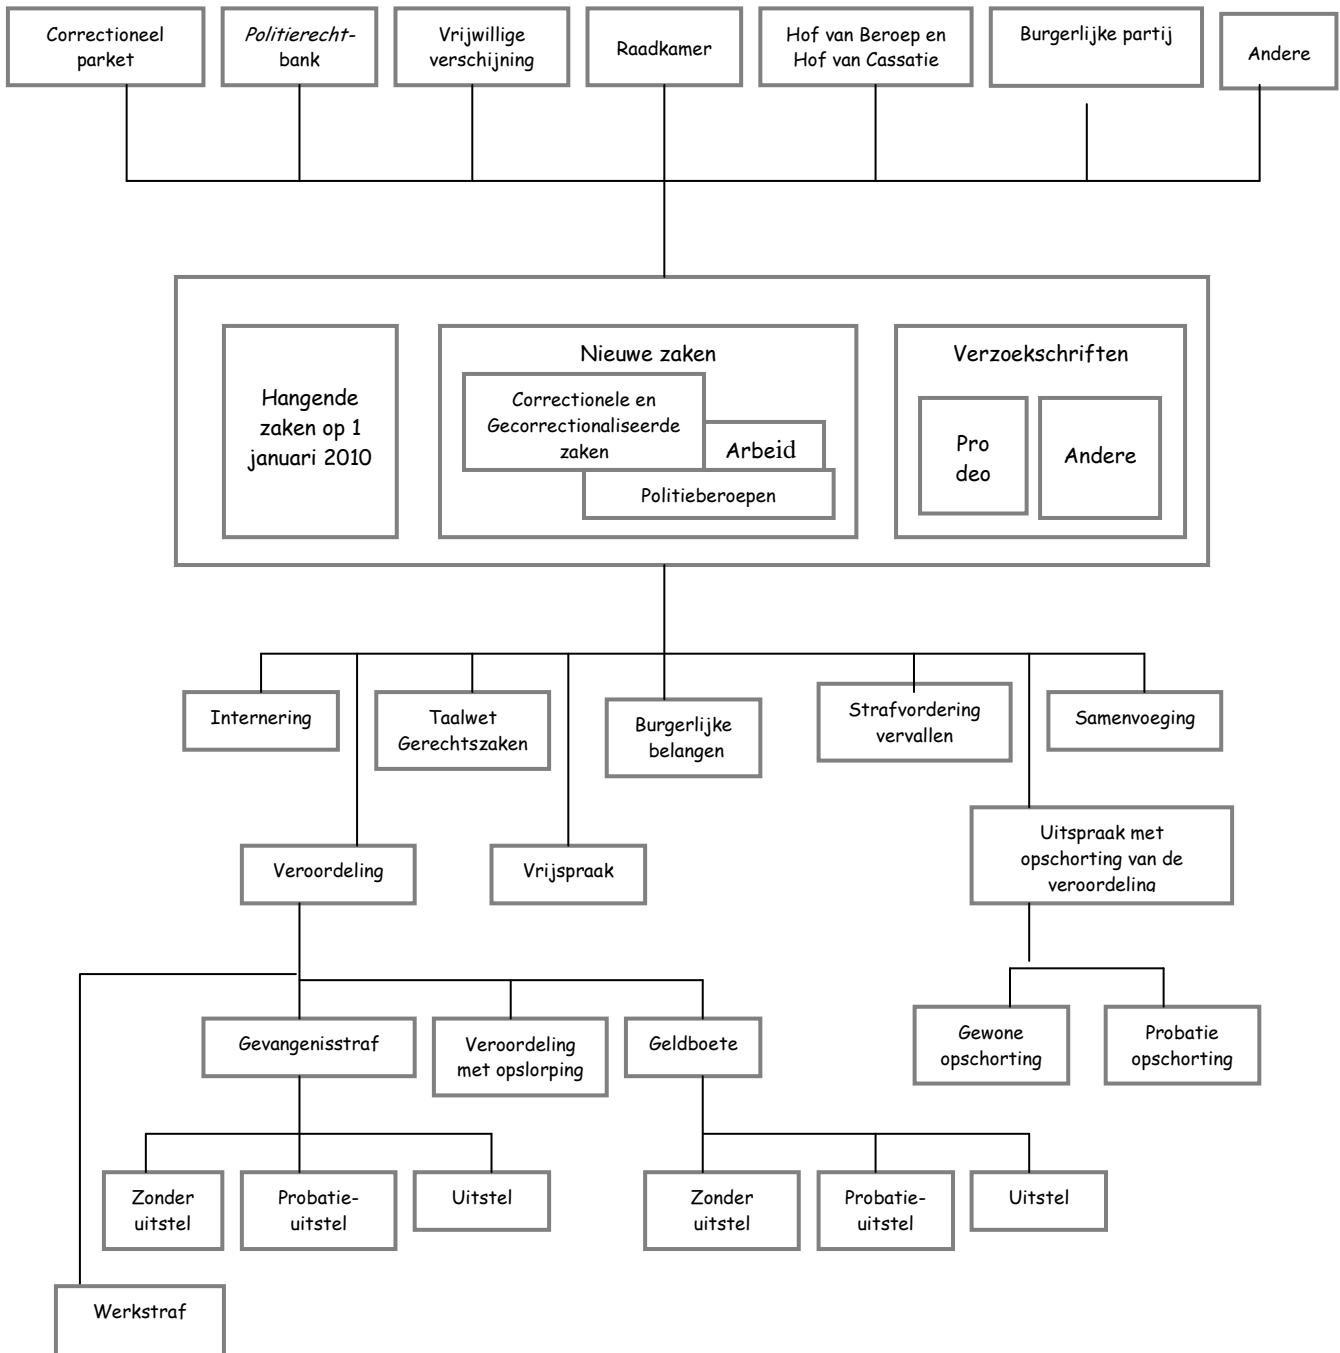 Correctioneel
parket
Politierecht-
bank
Vrijwillige
verschijning
Raadkamer
Hof van Beroep en
Hof van Cassatie
Burgerlijke partij
Andere
Hangende
zaken op 1
januari 2010
Nieuwe zaken
Correctionele en
Gecorrectionaliseerde
zaken
Arbeid
Politieberoepen
Verzoekschriften
Pro
deo
Andere
Internering
Taalwet
Gerechtszaken
Burgerlijke
belangen
Strafvordering
vervallen
Samenvoeging
Veroordeling
Vrijspraak
Uitspraak met
opschorting van de
veroordeling
Gevangenisstraf
Veroordeling
met opslorping
Geldboete
Gewone
opschorting
Probatie
opschorting
Zonder
uitstel
Probatie-
uitstel
Uitstel
Zonder
uitstel
Probatie-
uitstel
Uitstel
Werkstraf